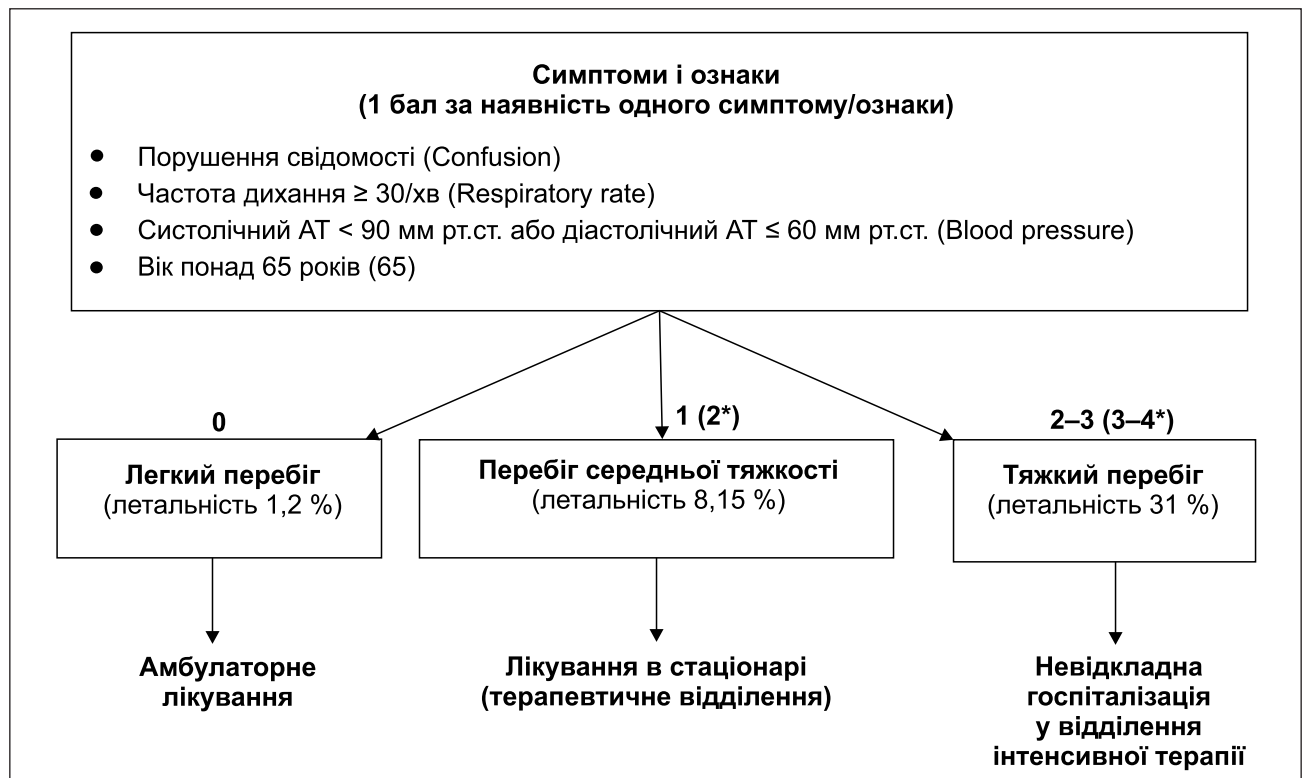 Симптоми і ознаки
(1 бал за наявність одного симптому/ознаки)
● Порушення свідомості (Confusion)
● Частота дихання ≥ 30/хв (Respiratory rate)
● Систолічний АТ < 90 мм рт.ст. або діастолічний АТ ≤ 60 мм рт.ст. (Blood pressure)
● Вік понад 65 років (65)
0
Легкий перебіг
(летальність 1,2 %)
Амбулаторне
лікування
1 (2*)
Перебіг середньої тяжкості
(летальність 8,15 %)
Лікування в стаціонарі
(терапевтичне відділення)
2–3 (3–4*)
Тяжкий перебіг
(летальність 31 %)
Невідкладна
госпіталізація
у відділення
інтенсивної терапії